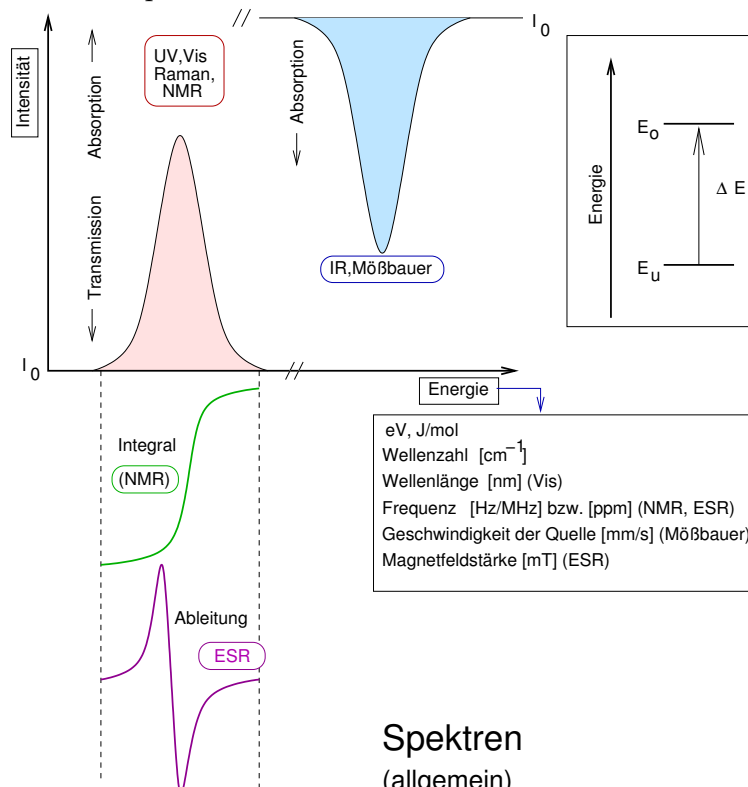 //
I0
Intensität
Absorption
Transmission
UV,Vis
Raman,
NMR
Absorption
IR,Mößbauer
Energie
Eo
Δ E
Eu
I0
//
Energie
eV, J/mol
Wellenzahl [cm−1]
Wellenlänge [nm] (Vis)
Frequenz [Hz/MHz] bzw. [ppm] (NMR, ESR)
Geschwindigkeit der Quelle [mm/s] (Mößbauer)
Magnetfeldstärke [mT] (ESR)
Integral
(NMR)
Ableitung
ESR
Spektren
(allgemein)